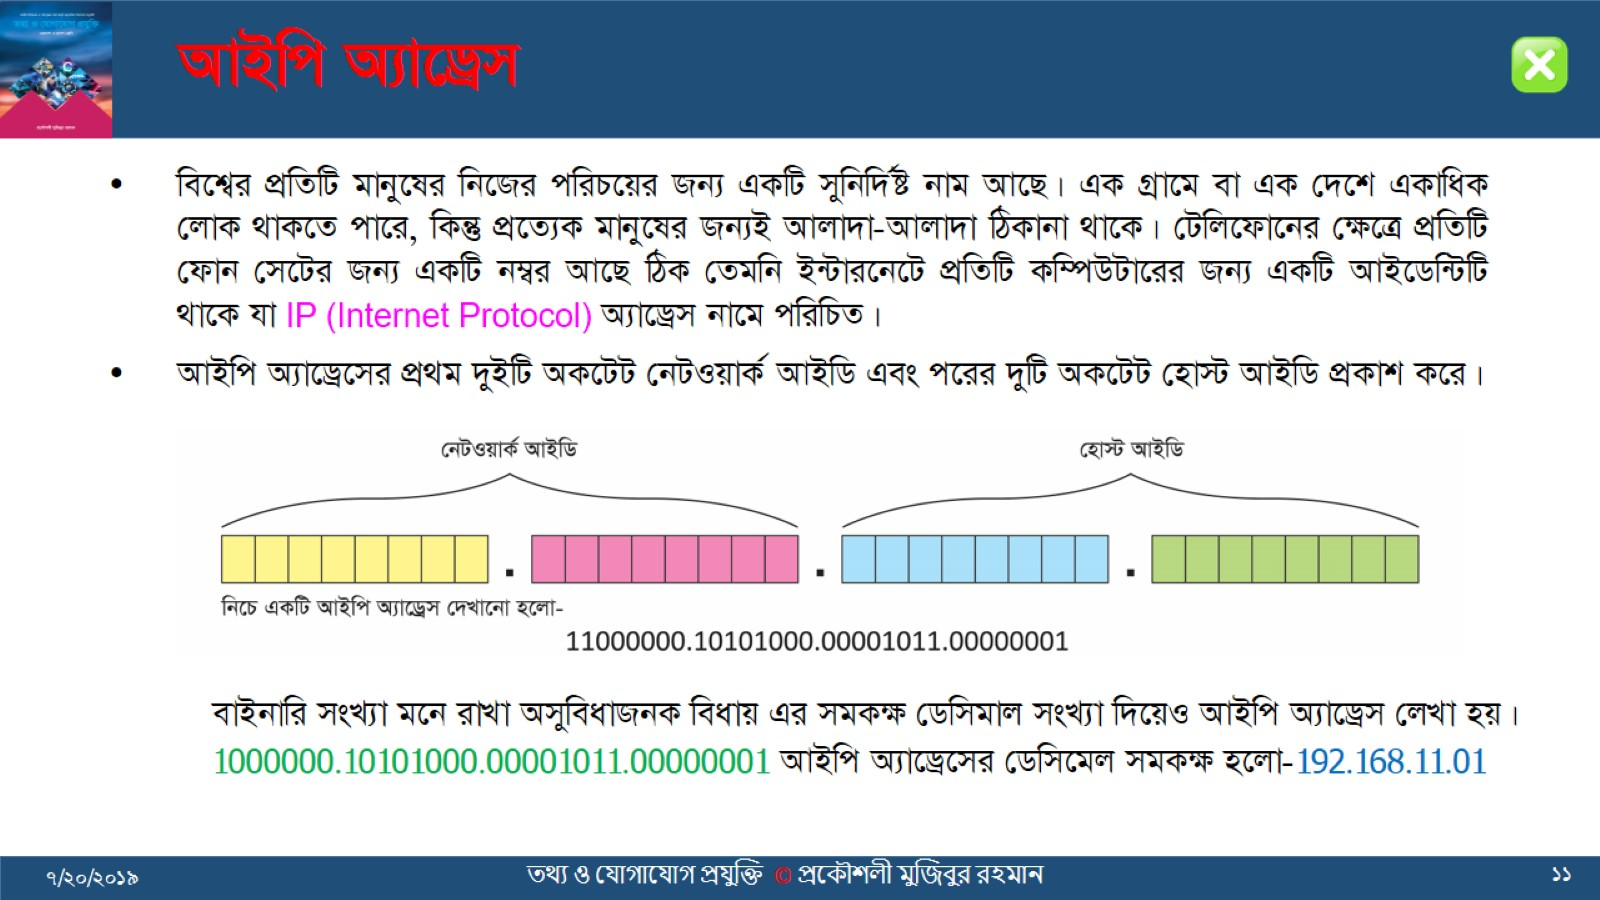 তথ্য ও যোগাযোগ প্রযুক্তি
আইপি অ্যাড্রেস
• বিশ্বের প্রতিটি মানুষের নিজের পরিচয়ের জন্য একটি সুনির্দিষ্ট নাম আছে। এক গ্রামে বা এক দেশে একাধিক
লোক থাকতে পারে, কিন্তু প্রত্যেক মানুষের জন্যই আলাদা-আলাদা ঠিকানা থাকে। টেলিফোনের ক্ষেত্রে প্রতিটি
ফোন সেটের জন্য একটি নম্বর আছে ঠিক তেমনি ইন্টারনেটে প্রতিটি কম্পিউটারের জন্য একটি আইডেন্টিটি
থাকে যা IP (Internet Protocol) অ্যাড্রেস নামে পরিচিত।
• আইপি অ্যাড্রেসের প্রথম দুইটি অকটেট নেটওয়ার্ক আইডি এবং পরের দুটি অকটেট হোস্ট আইডি প্রকাশ করে।
নেটওয়ার্ক আইডি হোস্ট আইডি
নিচে একটি আইপি অ্যাড্রেস দেখানো হলো-
11000000.10101000.00001011.00000001
বাইনারি সংখ্যা মনে রাখা অসুবিধাজনক বিধায় এর সমকক্ষ ডেসিমাল সংখ্যা দিয়েও আইপি অ্যাড্রেস লেখা হয়।
1000000.10101000.00001011.00000001 আইপি অ্যাড্রেসের ডেসিমেল সমকক্ষ হলো-192.168.11.01
৭/২০/২০১৯ তথ্য ও যোগাযোগ প্রযুক্তি © প্রকৌশলী মুজিবুর রহমান ১১